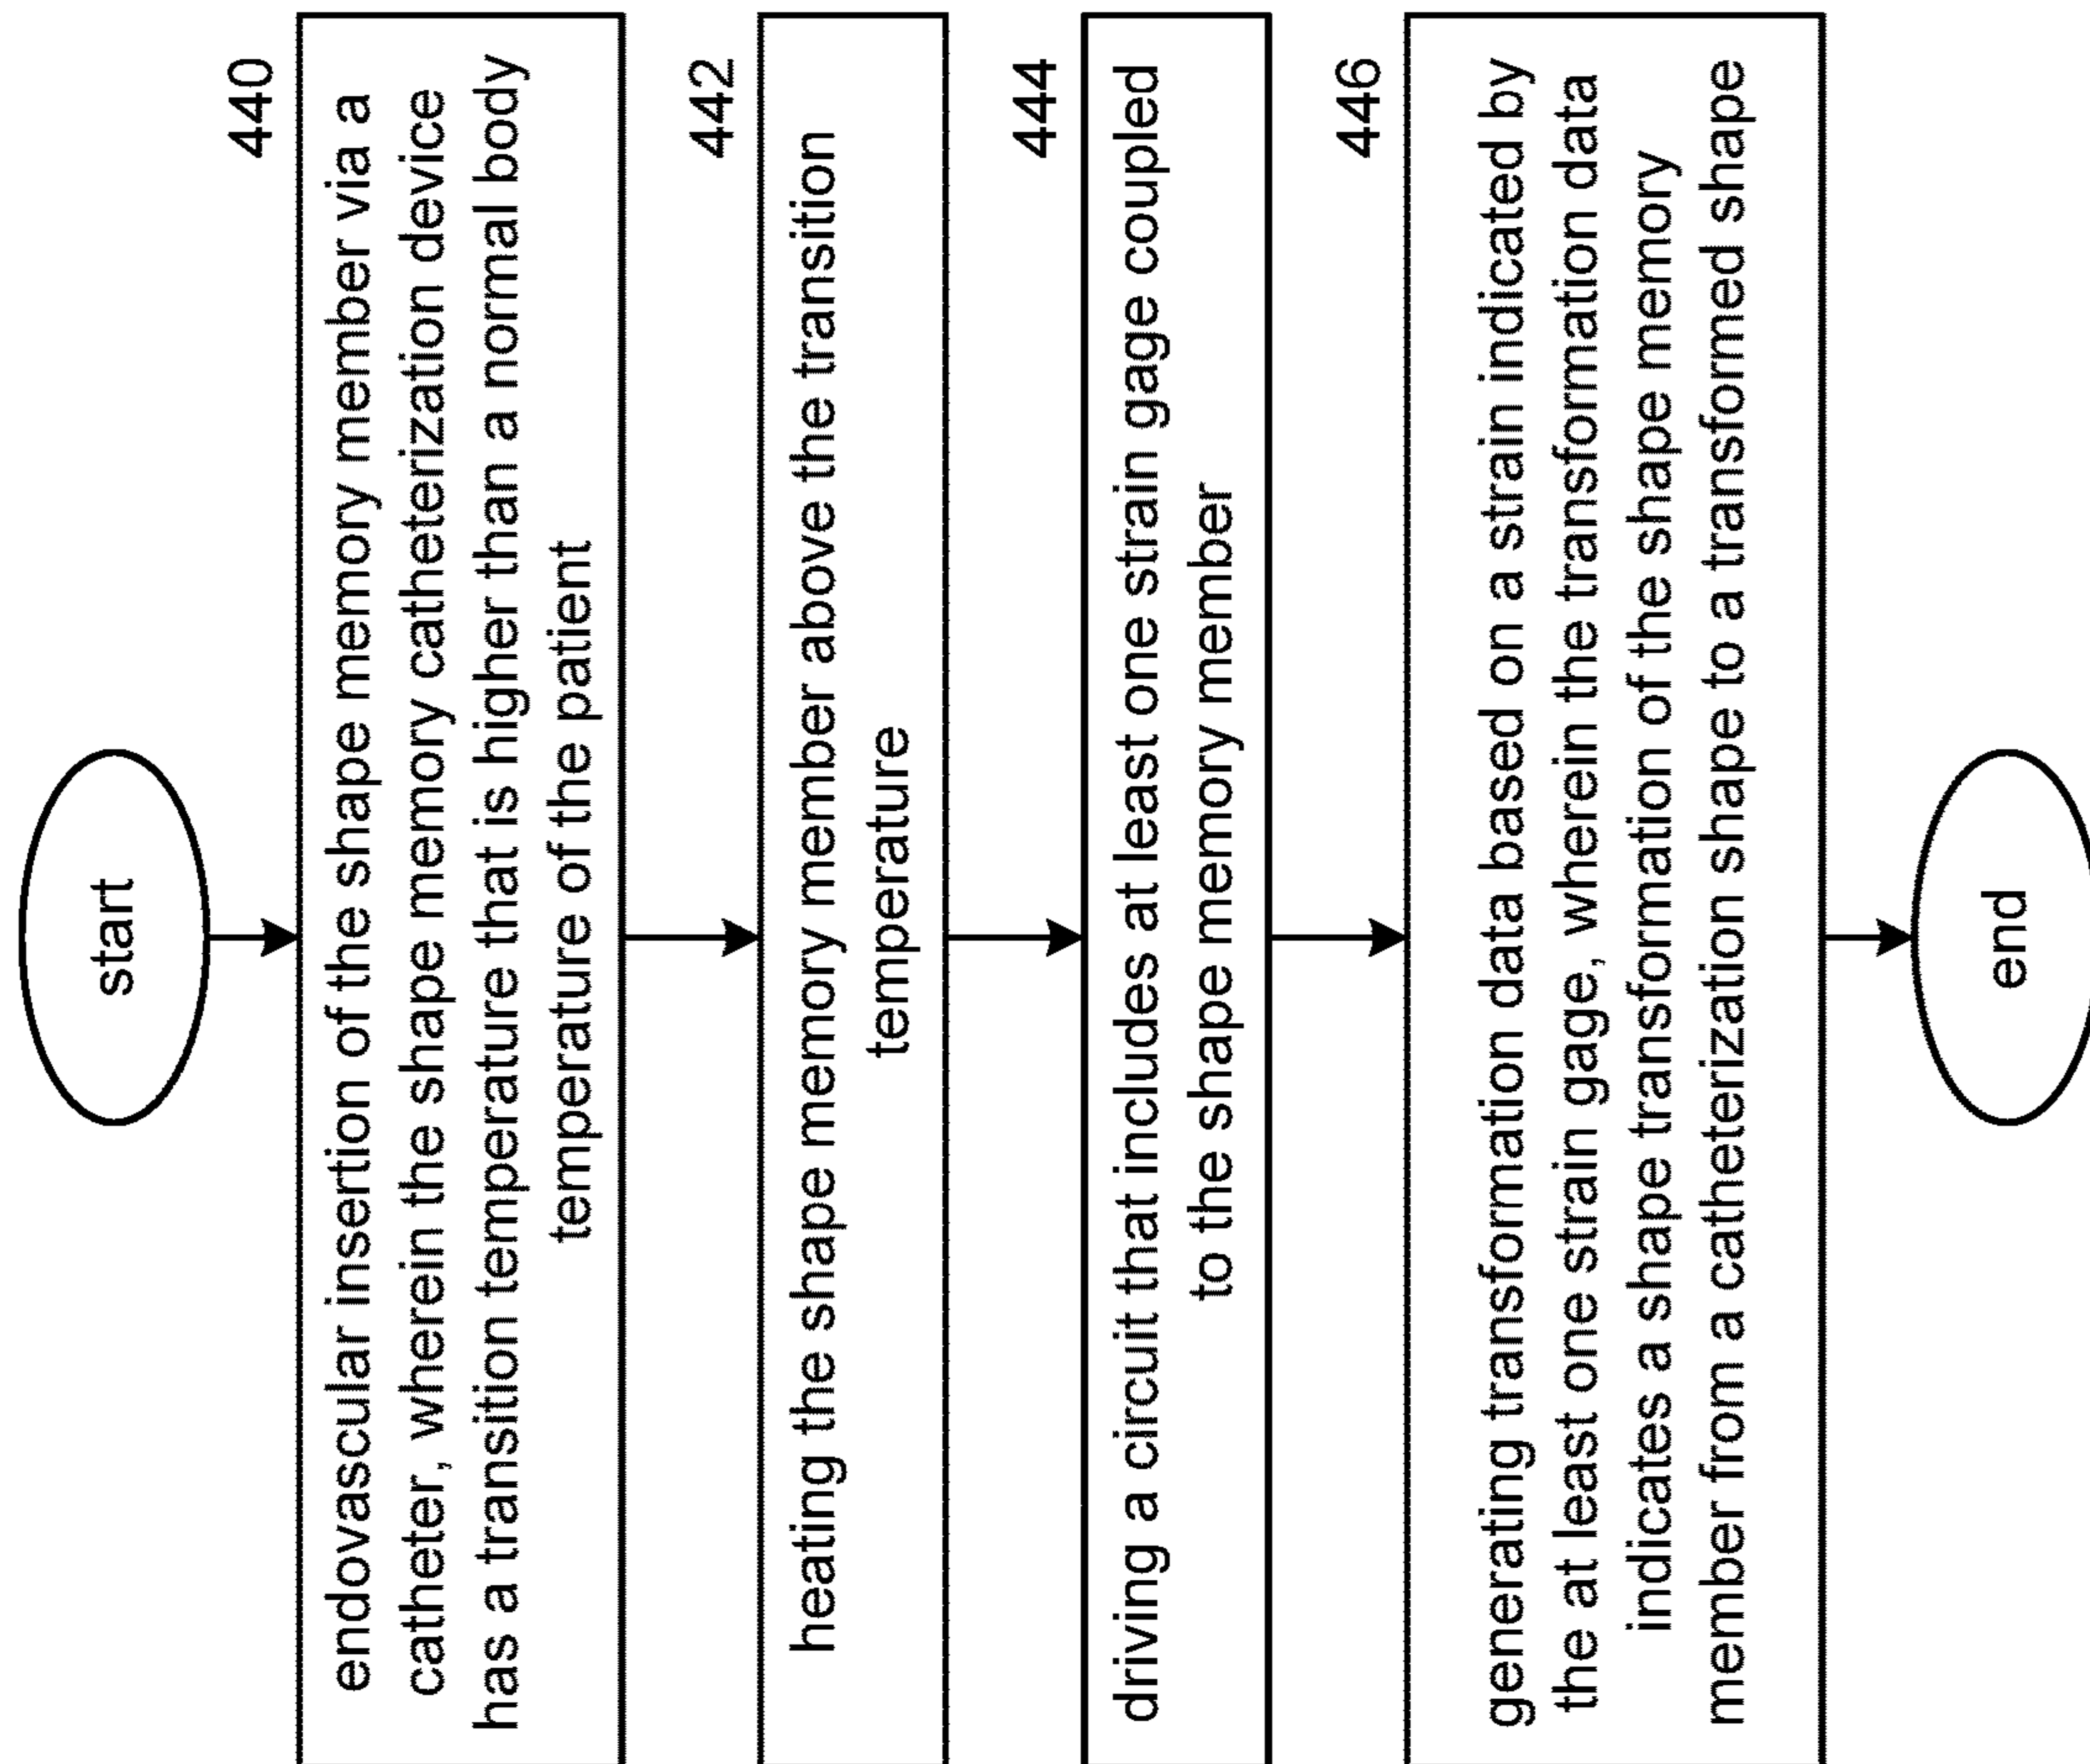 start
440
endovascular insertion of the shape memory member via a
catheter, wherein the shape memory catheterization device
has a transition temperature that is higher than a normal body
temperature of the patient
442
heating the shape memory member above the transition
temperature
444
driving a circuit that includes at least one strain gage coupled
to the shape memory member
446
generating transformation data based on a strain indicated by
the at least one strain gage, wherein the transformation data
indicates a shape transformation of the shape memory
member from a catheterization shape to a transformed shape
end